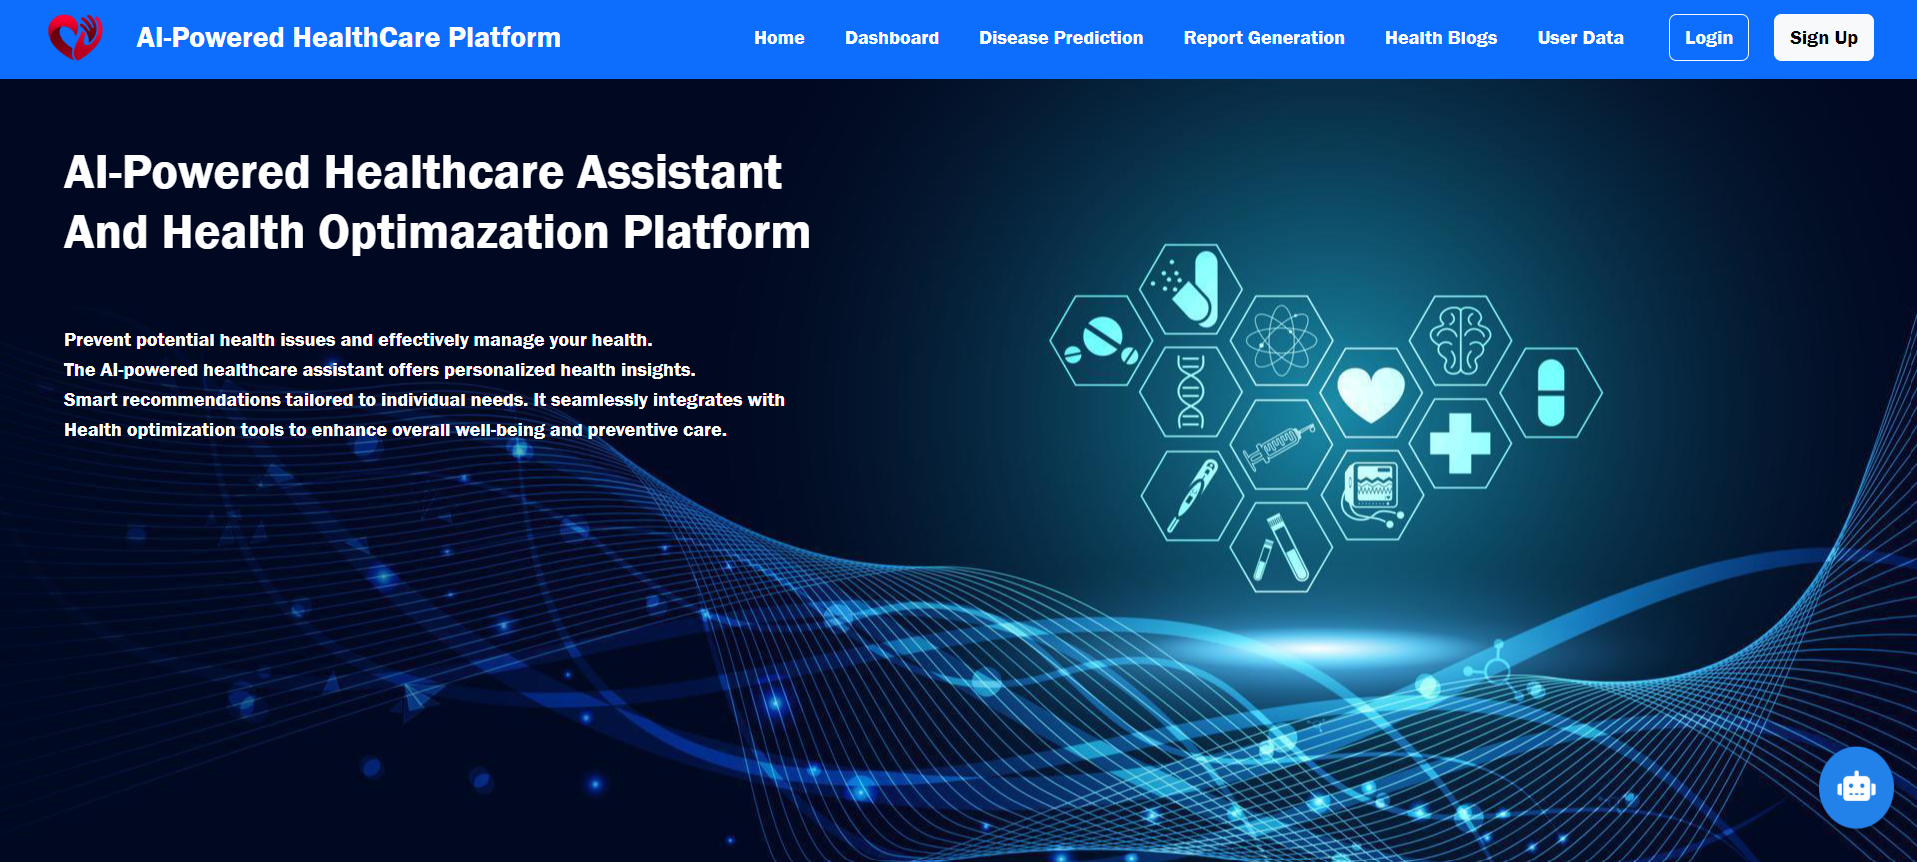 AI-Powered HealthCare Platform
Home
Dashboard
Disease Prediction
Report Generation
Health Blogs
User Data
Login
Sign Up
AI-Powered Healthcare Assistant
And Health Optimazation Platform
Prevent potential health issues and effectively manage your health.
The AI-powered healthcare assistant offers personalized health insights.
Smart recommendations tailored to individual needs. It seamlessly integrates with
Health optimization tools to enhance overall well-being and preventive care.